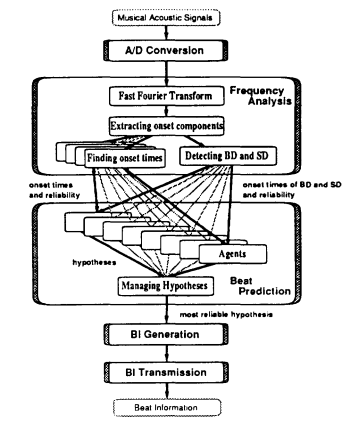 Musical Acoustic Signals
A/D Conversion
Fast Fourier Transform
Frequency
Analysis
Extracting onset components
Finding onset times
Detecting BD and SD
onset times
and reliability
onset times of BD and SD
and reliability
hypotheses
Agents
Managing Hypotheses
Beat
Prediction
most reliable hypothesis
BI Generation
BI Transmission
Beat Information